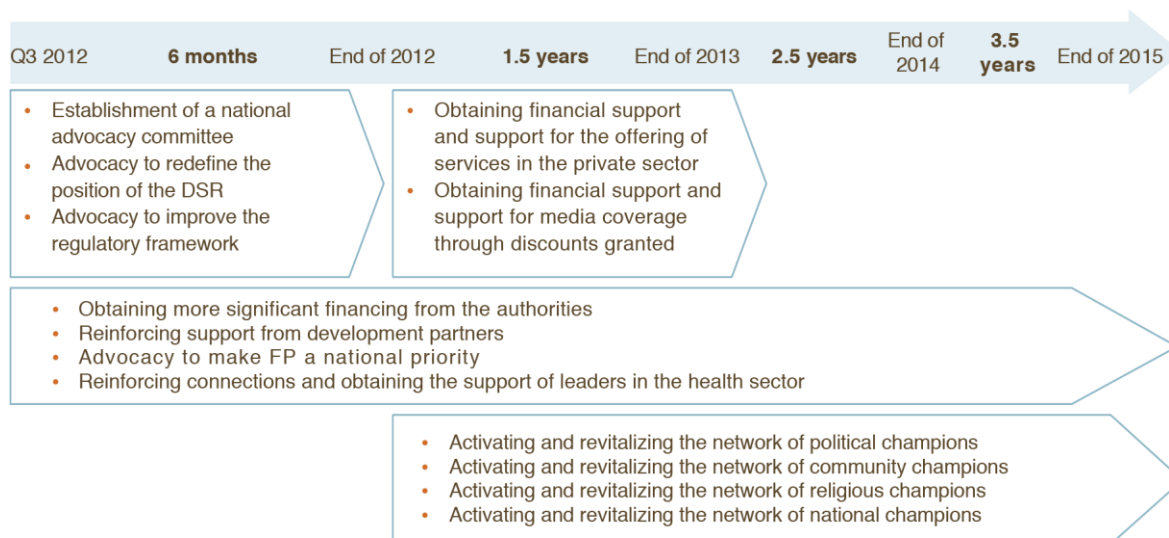 Q3 2012 6 months End of 2012 1.5 years End of 2013 2.5 years End of 2014 3.5 years End of 2015
• Establishment of a national
advocacy committee
• Advocacy to redefine the
position of the DSR
• Advocacy to improve the
regulatory framework
• Obtaining financial support
and support for the offering of
services in the private sector
• Obtaining financial support and
support for media coverage
through discounts granted
• Obtaining more significant financing from the authorities
• Reinforcing support from development partners
• Advocacy to make FP a national priority
• Reinforcing connections and obtaining the support of leaders in the health sector
• Activating and revitalizing the network of political champions
• Activating and revitalizing the network of community champions
• Activating and revitalizing the network of religious champions
• Activating and revitalizing the network of national champions